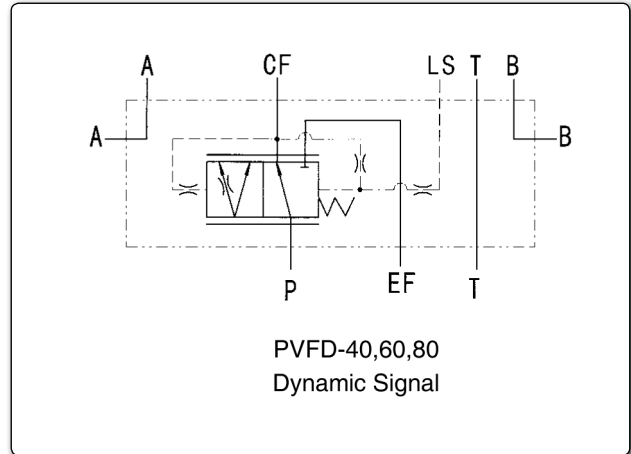 A CF LS T B
A B
P EF T
PVFD-40,60,80
Dynamic Signal